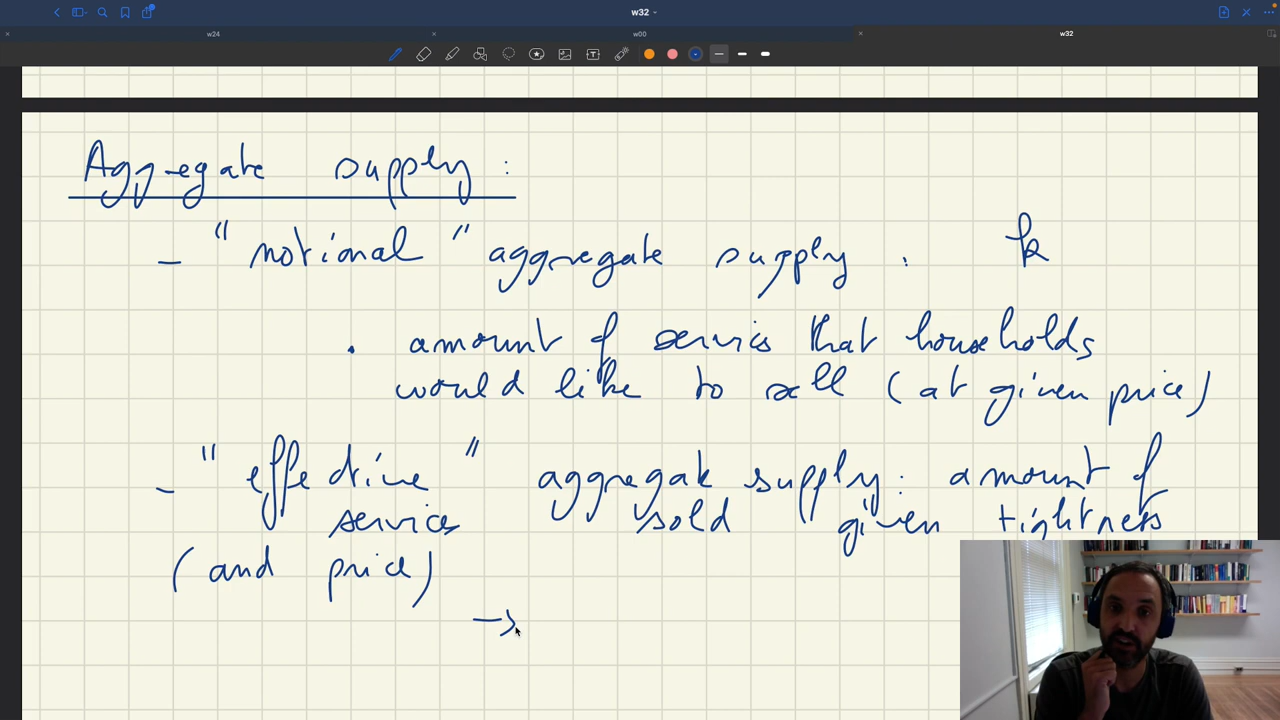 w32
w24
w00
w32
Aggregate supply :
- "notional" aggregate supply : k
. amount of services that households
would like to sell (at given price)
- "effective" aggregate supply : amount of
services sold given tightness
(and price)
→